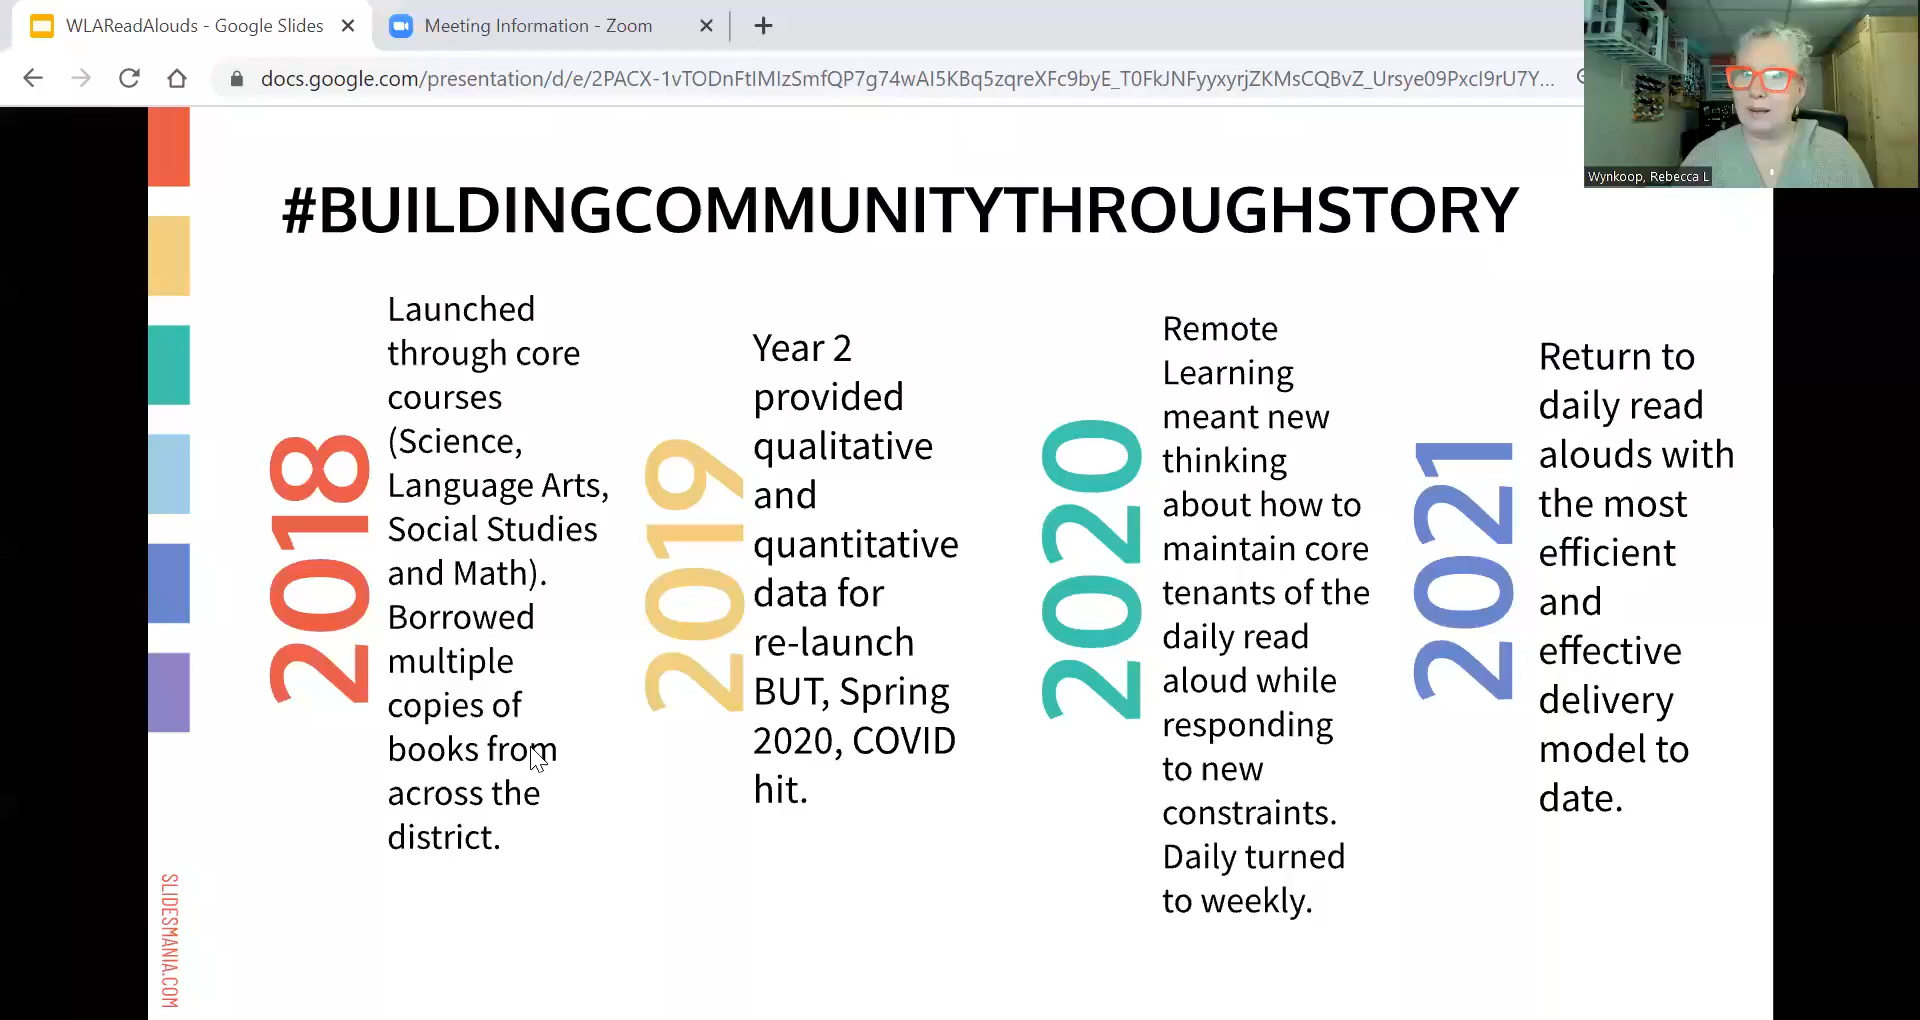 WLAReadAlouds - Google Slides
Meeting Information - Zoom
docs.google.com/presentation/d/e/2PACX-1vTODnFtIMIzSmfQP7g74wAI5KBq5zqreXFc9byE_T0FkJNFyyxyrjZKMsCQBvZ_Ursye09PxcI9rU7Y...
Wynkoop, Rebecca L
#BUILDINGCOMMUNITYTHROUGHSTORY
2018
Launched
through core
courses
(Science,
Language Arts,
Social Studies
and Math).
Borrowed
multiple
copies of
books from
across the
district.
2019
Year 2
provided
qualitative
and
quantitative
data for
re-launch
BUT, Spring
2020, COVID
hit.
2020
Remote
Learning
meant new
thinking
about how to
maintain core
tenants of the
daily read
aloud while
responding
to new
constraints.
Daily turned
to weekly.
2021
Return to
daily read
alouds with
the most
efficient
and
effective
delivery
model to
date.
SLIDESMANIA.COM